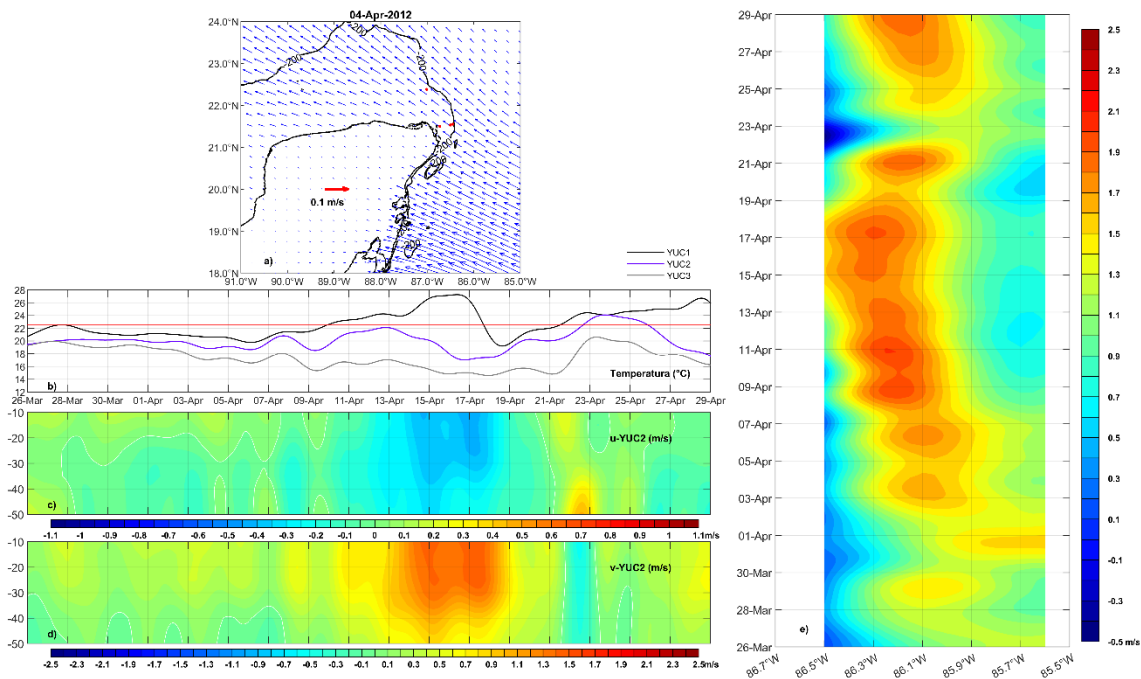 04-Apr-2012
24.0°N
23.0°N
22.0°N
21.0°N
20.0°N
19.0°N
18.0°N
200
200
200
200
200
0.1 m/s
a)
91.0°W 90.0°W 89.0°W 88.0°W 87.0°W 86.0°W 85.0°W
YUC1
YUC2
YUC3
28
26
24
22
20
18
16
14
12
b)
Temperatura (°C)
26-Mar 28-Mar 30-Mar 01-Apr 03-Apr 05-Apr 07-Apr 09-Apr 11-Apr 13-Apr 15-Apr 17-Apr 19-Apr 21-Apr 23-Apr 25-Apr 27-Apr 29-Apr
-10
-20
-30
-40
-50
u-YUC2 (m/s)
c)
-1.1 -1 -0.9 -0.8 -0.7 -0.6 -0.5 -0.4 -0.3 -0.2 -0.1 0 0.1 0.2 0.3 0.4 0.5 0.6 0.7 0.8 0.9 1 1.1m/s
-10
-20
-30
-40
-50
v-YUC2 (m/s)
d)
-2.5 -2.3 -2.1 -1.9 -1.7 -1.5 -1.3 -1.1 -0.9 -0.7 -0.5 -0.3 -0.1 0.1 0.3 0.5 0.7 0.9 1.1 1.3 1.5 1.7 1.9 2.1 2.3 2.5m/s
29-Apr
27-Apr
25-Apr
23-Apr
21-Apr
19-Apr
17-Apr
15-Apr
13-Apr
11-Apr
09-Apr
07-Apr
05-Apr
03-Apr
01-Apr
30-Mar
28-Mar
26-Mar
e)
86.7°W 86.5°W 86.3°W 86.1°W 85.9°W 85.7°W 85.5°W
2.5
2.3
2.1
1.9
1.7
1.5
1.3
1.1
0.9
0.7
0.5
0.3
0.1
-0.1
-0.3
-0.5 m/s